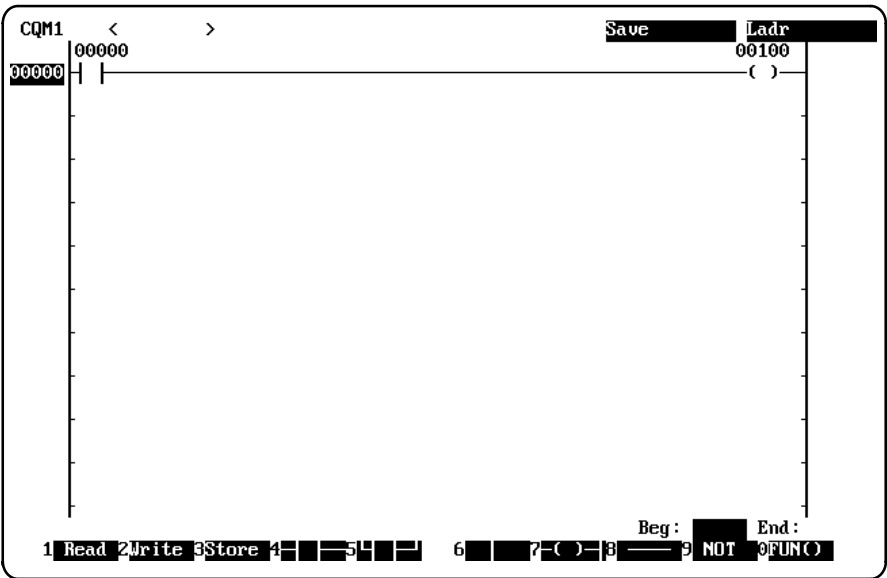 CQM1 < > Save Ladr
00000 00100
00000 ( )
Beg: End:
1 Read 2Write 3Store 4 5 6 7 ( ) 8 9 NOT 0FUN()